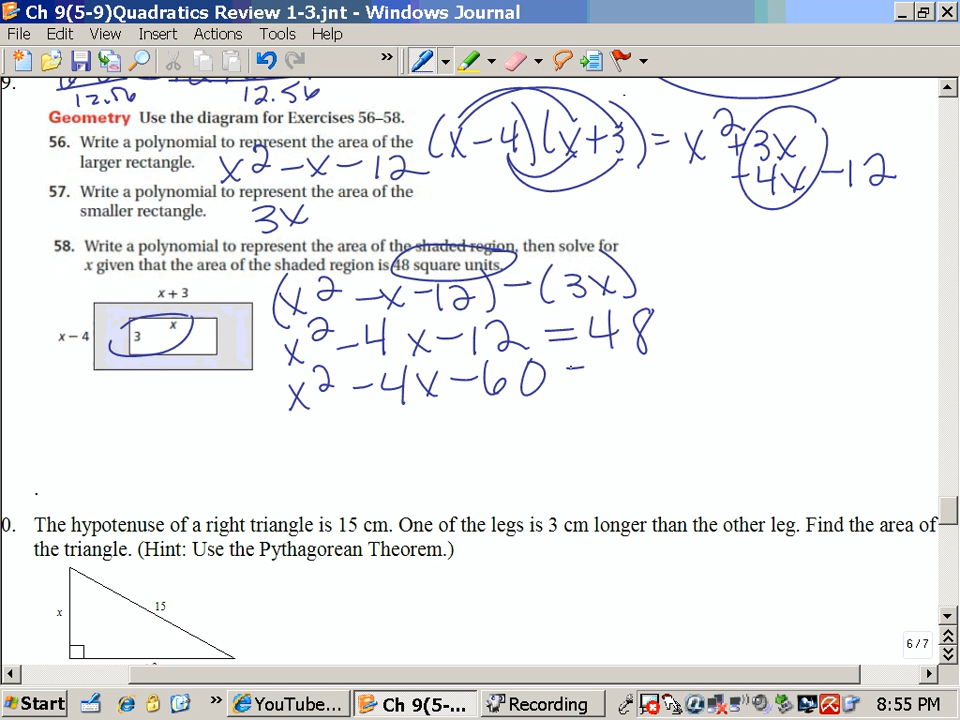 Ch 9(5-9)Quadratics Review 1-3.jnt - Windows Journal
File Edit View Insert Actions Tools Help
9.
12.56 12.56
Geometry Use the diagram for Exercises 56–58.
56. Write a polynomial to represent the area of the
larger rectangle.
x² - x - 12 (x - 4)(x + 3) = x² + 3x
- 4x - 12
57. Write a polynomial to represent the area of the
smaller rectangle.
3x
58. Write a polynomial to represent the area of the shaded region, then solve for
x given that the area of the shaded region is 48 square units.
(x² - x - 12) - (3x)
x + 3
x - 4
3
x
x² - 4x - 12 = 48
x² - 4x - 60 -
.
0. The hypotenuse of a right triangle is 15 cm. One of the legs is 3 cm longer than the other leg. Find the area of
the triangle. (Hint: Use the Pythagorean Theorem.)
15
x
6 / 7
Start YouTube... Ch 9(5-... Recording 8:55 PM